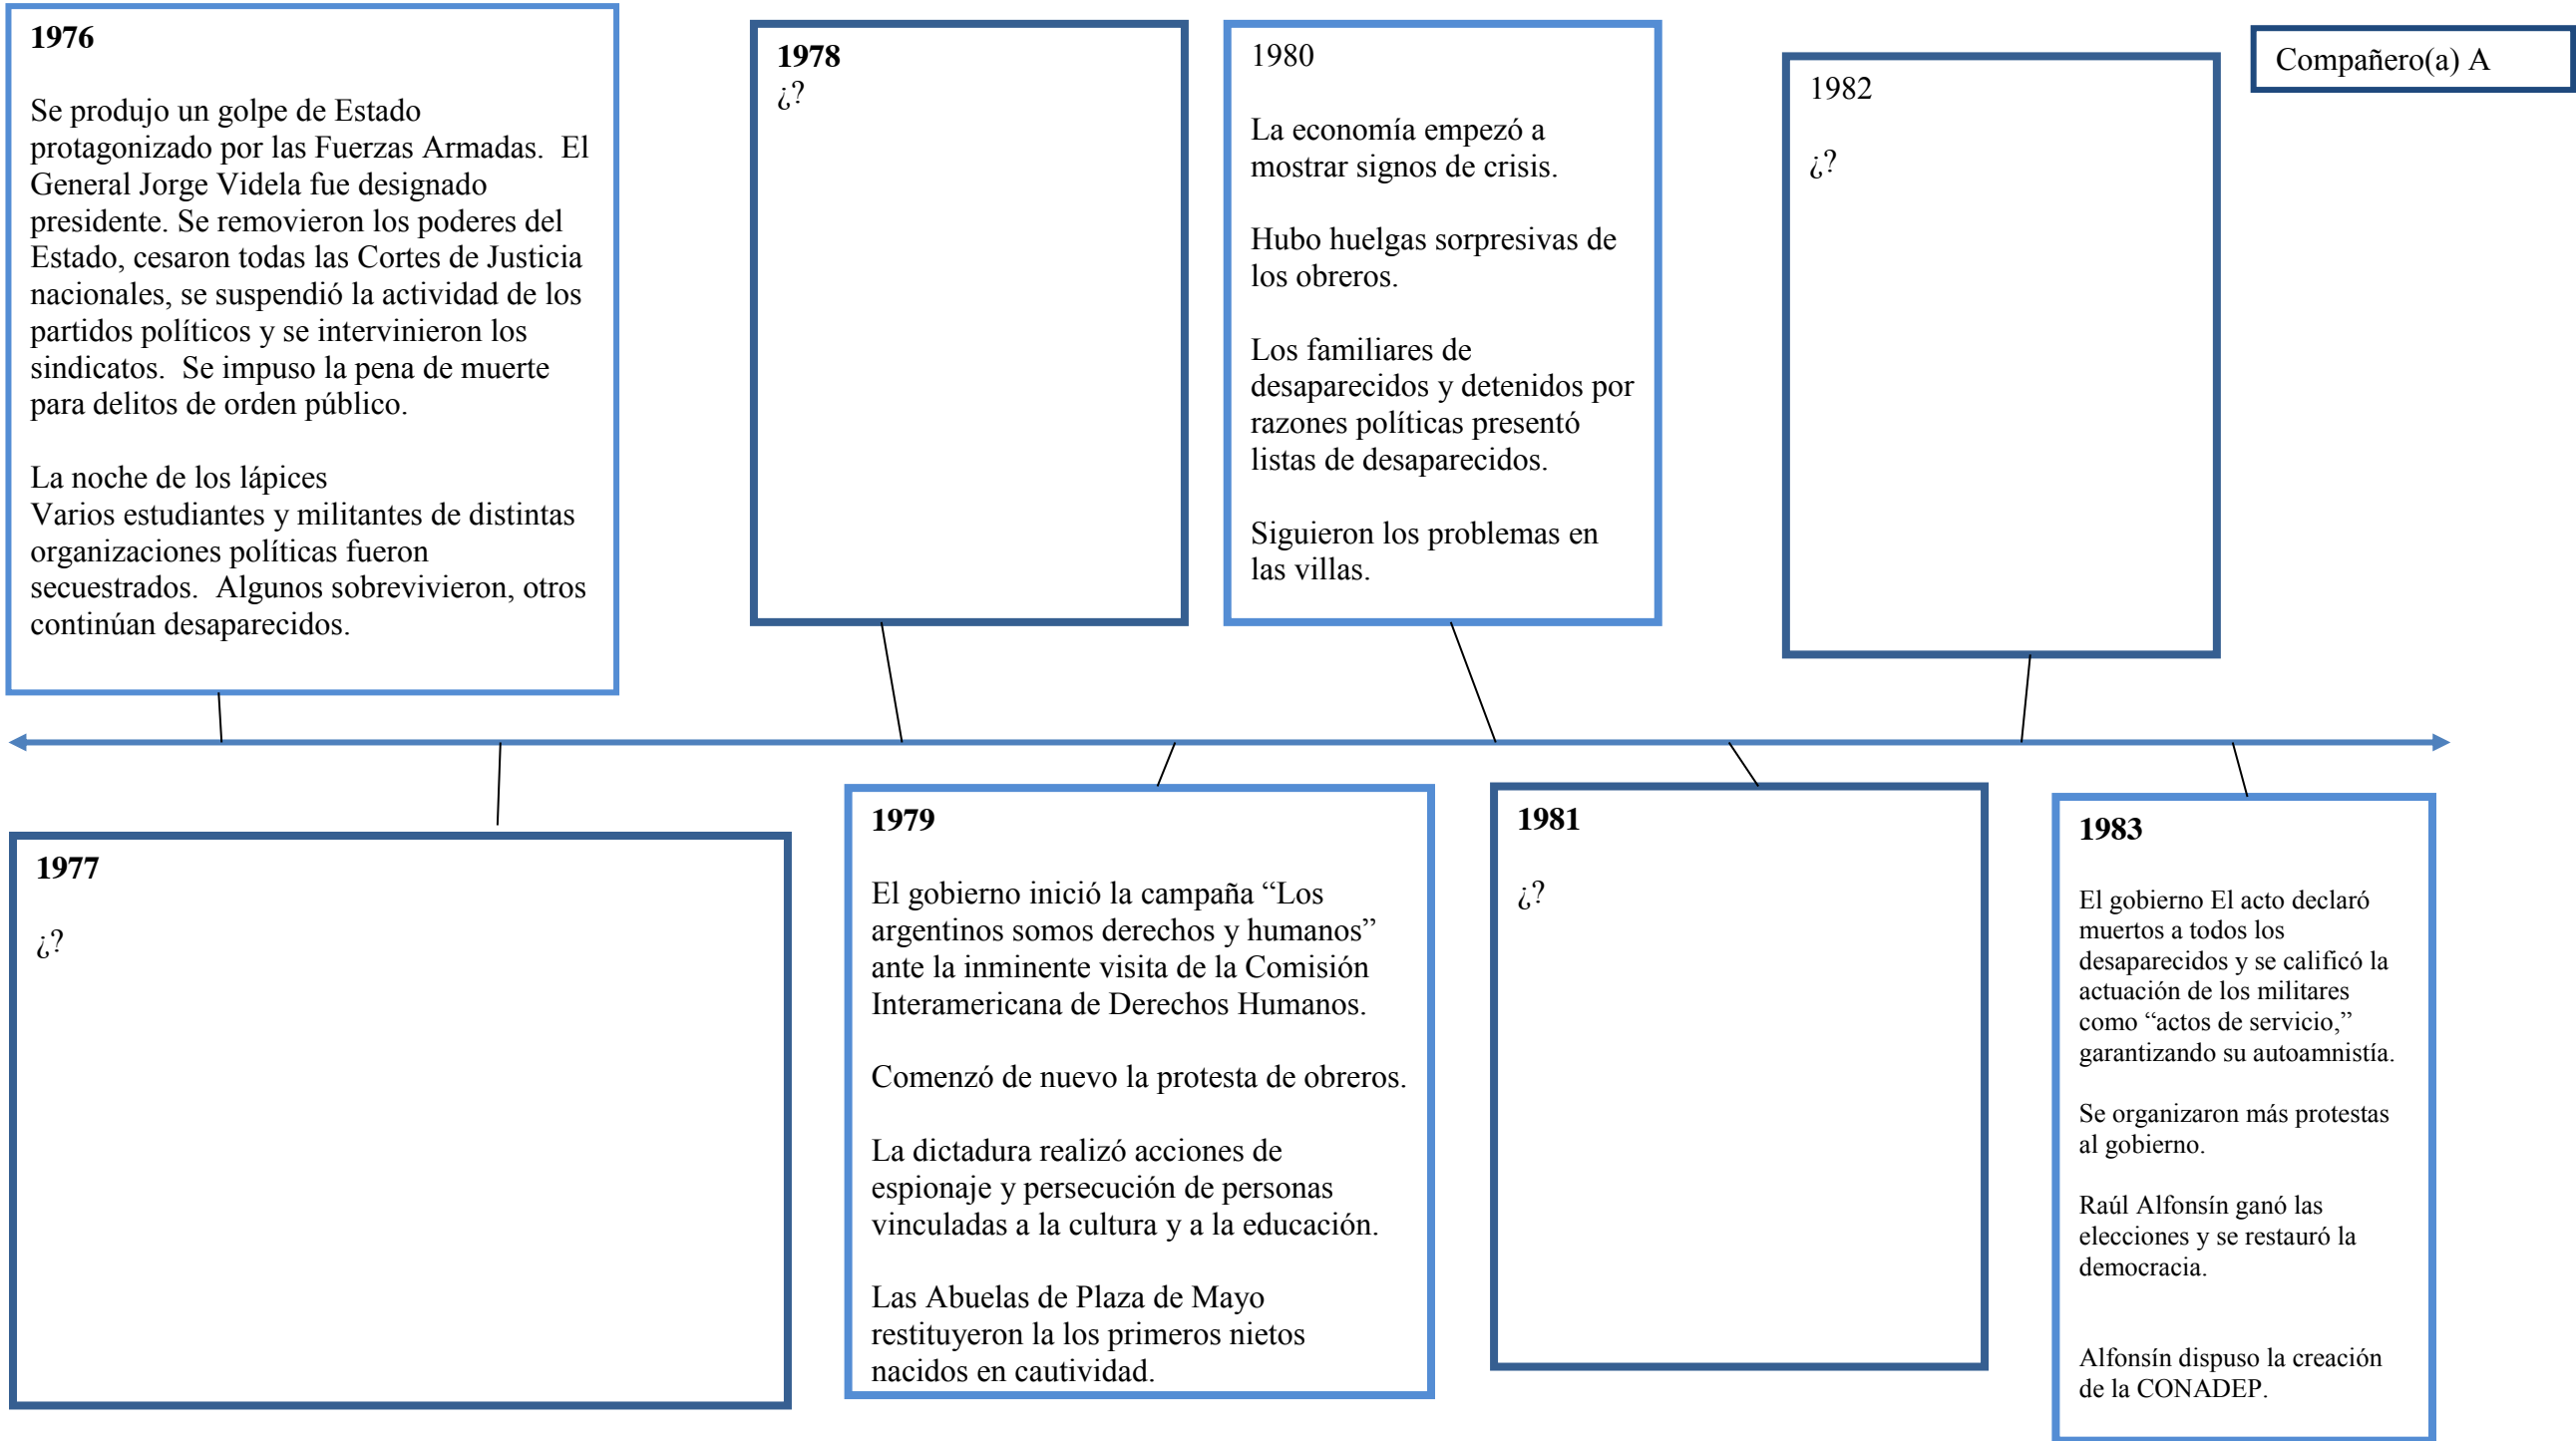 1976
Se produjo un golpe de Estado
protagonizado por las Fuerzas Armadas.  El
General Jorge Videla fue designado
presidente. Se removieron los poderes del
Estado, cesaron todas las Cortes de Justicia
nacionales, se suspendió la actividad de los
partidos políticos y se intervinieron los
sindicatos.  Se impuso la pena de muerte
para delitos de orden público.
La noche de los lápices
Varios estudiantes y militantes de distintas
organizaciones políticas fueron
secuestrados.  Algunos sobrevivieron, otros
continúan desaparecidos.
1978
¿?
1980
La economía empezó a
mostrar signos de crisis.
Hubo huelgas sorpresivas de
los obreros.
Los familiares de
desaparecidos y detenidos por
razones políticas presentó
listas de desaparecidos.
Siguieron los problemas en
las villas.
1982
¿?
Compañero(a) A
1977
¿?
1979
El gobierno inició la campaña “Los
argentinos somos derechos y humanos”
ante la inminente visita de la Comisión
Interamericana de Derechos Humanos.
Comenzó de nuevo la protesta de obreros.
La dictadura realizó acciones de
espionaje y persecución de personas
vinculadas a la cultura y a la educación.
Las Abuelas de Plaza de Mayo
restituyeron la los primeros nietos
nacidos en cautividad.
1981
¿?
1983
El gobierno El acto declaró
muertos a todos los
desaparecidos y se calificó la
actuación de los militares
como “actos de servicio,”
garantizando su autoamnistía.
Se organizaron más protestas
al gobierno.
Raúl Alfonsín ganó las
elecciones y se restauró la
democracia.
Alfonsín dispuso la creación
de la CONADEP.